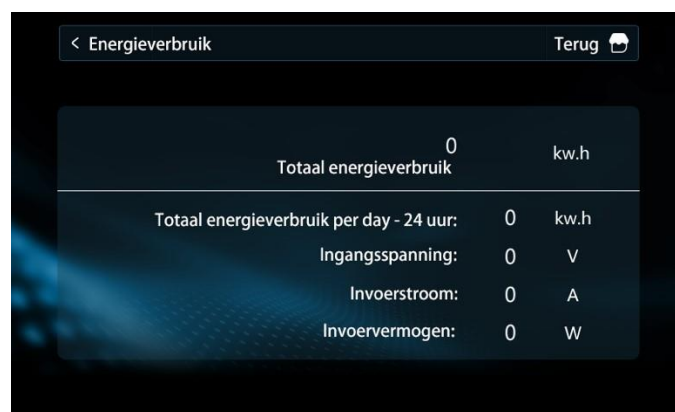 < Energieverbruik Terug
0 kw.h
Totaal energieverbruik
Totaal energieverbruik per day - 24 uur: 0 kw.h
Ingangsspanning: 0 V
Invoerstroom: 0 A
Invoervermogen: 0 W